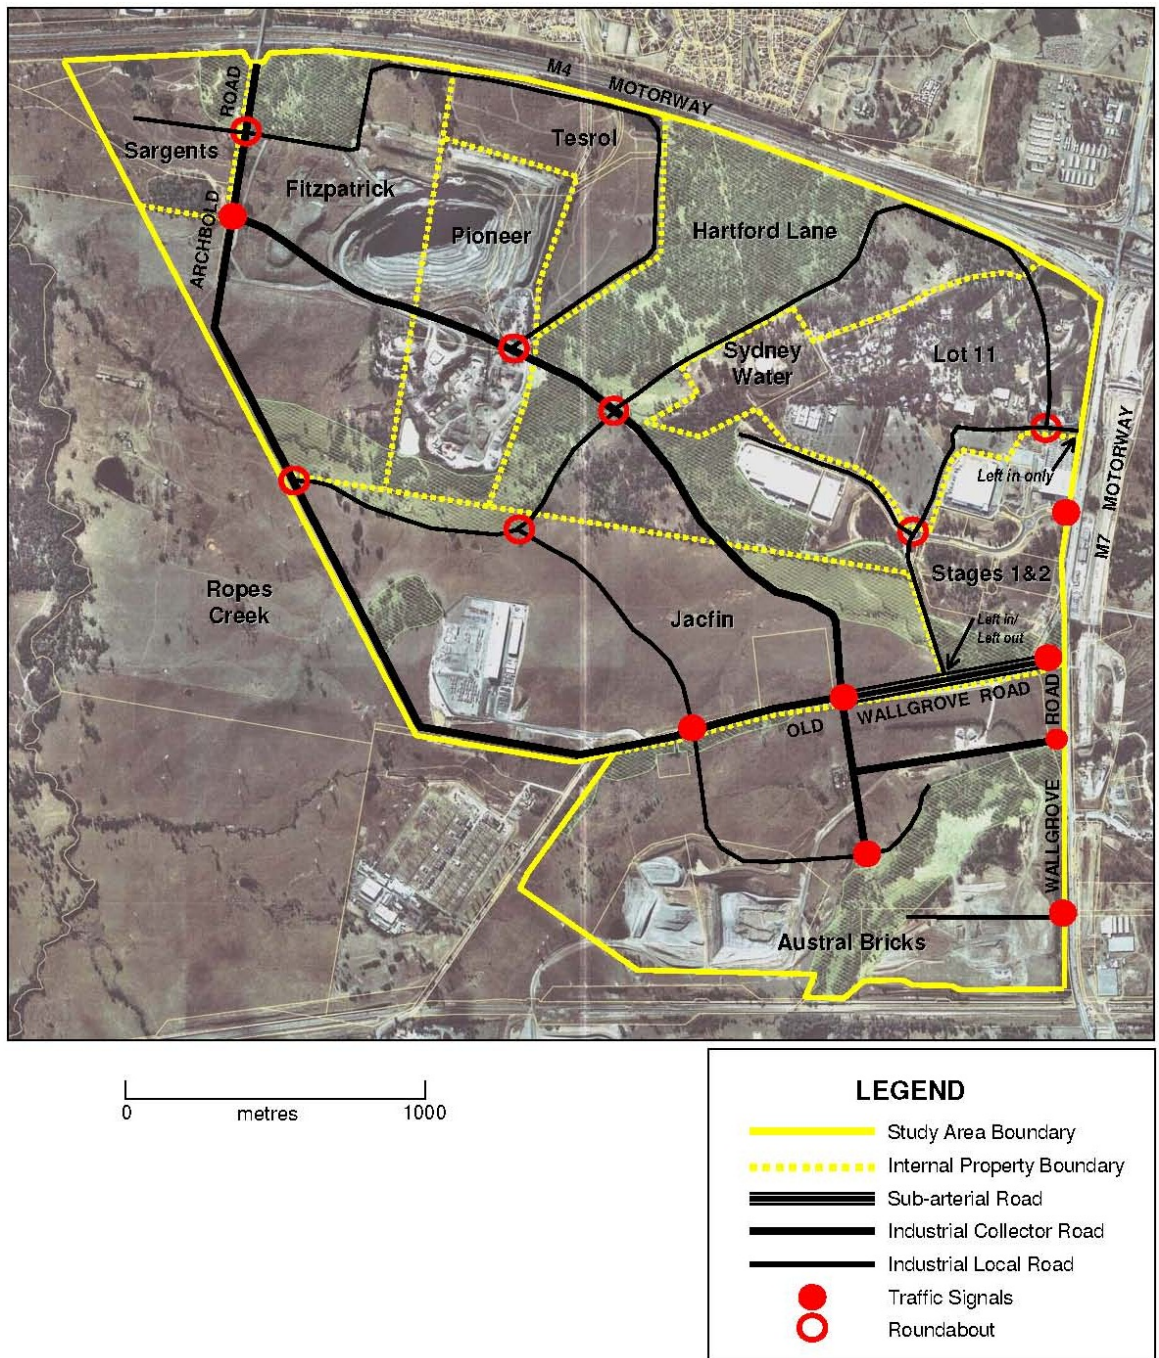 M4 MOTORWAY
ROAD
Tesrol
Sargents
Fitzpatrick
ARCHBOLD
Pioneer
Hartford Lane
Sydney
Water
Lot 11
Left in only
M7 MOTORWAY
Ropes
Creek
Stages 1&2
Jacfin
Left in/
Left out
OLD WALLGROVE ROAD
ROAD
WALLGROVE
Austral Bricks
0 metres 1000
LEGEND
Study Area Boundary
Internal Property Boundary
Sub-arterial Road
Industrial Collector Road
Industrial Local Road
Traffic Signals
Roundabout